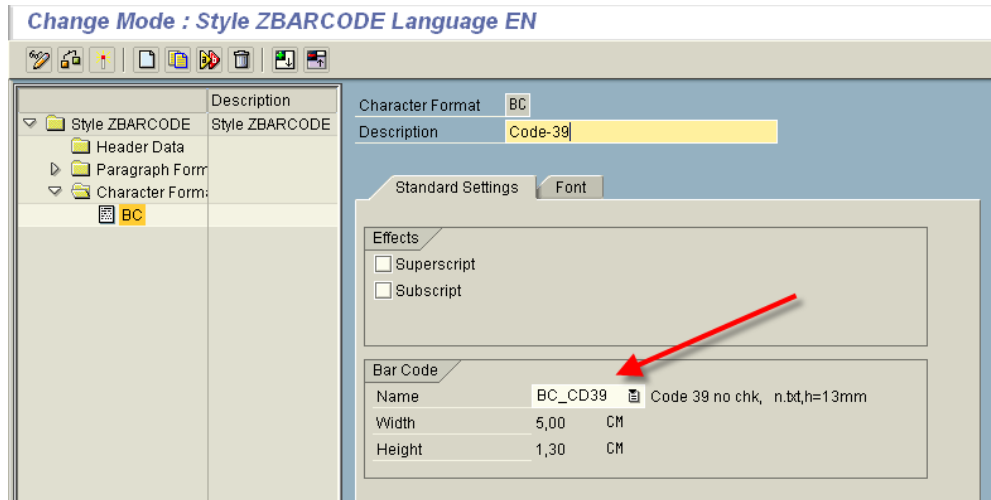 Change Mode : Style ZBARCODE Language EN
Description
Style ZBARCODE Style ZBARCODE
Header Data
Paragraph Form
Character Forma
BC
Character Format BC
Description Code-39
Standard Settings Font
Effects
Superscript
Subscript
Bar Code
Name BC_CD39 Code 39 no chk, n.txt,h=13mm
Width 5,00 CM
Height 1,30 CM